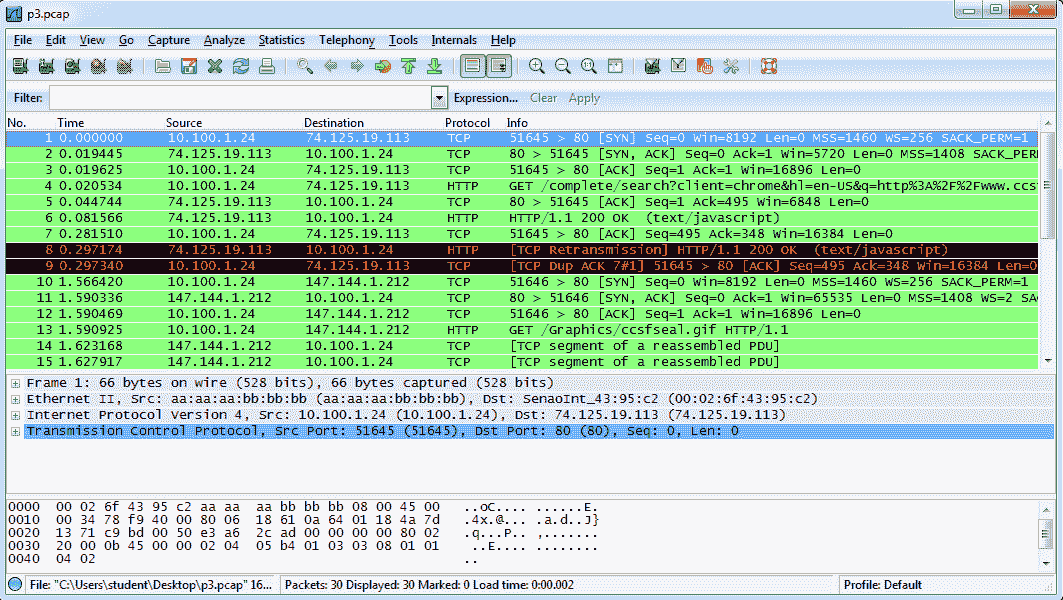 p3.pcap
File Edit View Go Capture Analyze Statistics Telephony Tools Internals Help
Filter: Expression... Clear Apply
No. Time Source Destination Protocol Info
1 0.000000 10.100.1.24 74.125.19.113 TCP 51645 > 80 [SYN] Seq=0 Win=8192 Len=0 MSS=1460 WS=256 SACK_PERM=1
2 0.019445 74.125.19.113 10.100.1.24 TCP 80 > 51645 [SYN, ACK] Seq=0 Ack=1 Win=5720 Len=0 MSS=1408 SACK_PERM
3 0.019625 10.100.1.24 74.125.19.113 TCP 51645 > 80 [ACK] Seq=1 Ack=1 Win=16896 Len=0
4 0.020534 10.100.1.24 74.125.19.113 HTTP GET /complete/search?client=chrome&hl=en-US&q=http%3A%2F%2Fwww.ccs
5 0.044744 74.125.19.113 10.100.1.24 TCP 80 > 51645 [ACK] Seq=1 Ack=495 Win=6848 Len=0
6 0.081566 74.125.19.113 10.100.1.24 HTTP HTTP/1.1 200 OK (text/javascript)
7 0.281510 10.100.1.24 74.125.19.113 TCP 51645 > 80 [ACK] Seq=495 Ack=348 Win=16384 Len=0
8 0.297174 74.125.19.113 10.100.1.24 HTTP [TCP Retransmission] HTTP/1.1 200 OK (text/javascript)
9 0.297340 10.100.1.24 74.125.19.113 TCP [TCP Dup ACK 7#1] 51645 > 80 [ACK] Seq=495 Ack=348 Win=16384 Len=0
10 1.566420 10.100.1.24 147.144.1.212 TCP 51646 > 80 [SYN] Seq=0 Win=8192 Len=0 MSS=1460 WS=256 SACK_PERM=1
11 1.590336 147.144.1.212 10.100.1.24 TCP 80 > 51646 [SYN, ACK] Seq=0 Ack=1 Win=65535 Len=0 MSS=1408 WS=2 SA
12 1.590469 10.100.1.24 147.144.1.212 TCP 51646 > 80 [ACK] Seq=1 Ack=1 Win=16896 Len=0
13 1.590925 10.100.1.24 147.144.1.212 HTTP GET /Graphics/ccsfseal.gif HTTP/1.1
14 1.623168 147.144.1.212 10.100.1.24 TCP [TCP segment of a reassembled PDU]
15 1.627917 147.144.1.212 10.100.1.24 TCP [TCP segment of a reassembled PDU]
Frame 1: 66 bytes on wire (528 bits), 66 bytes captured (528 bits)
Ethernet II, Src: aa:aa:aa:bb:bb:bb (aa:aa:aa:bb:bb:bb), Dst: SenaoInt_43:95:c2 (00:02:6f:43:95:c2)
Internet Protocol Version 4, Src: 10.100.1.24 (10.100.1.24), Dst: 74.125.19.113 (74.125.19.113)
Transmission Control Protocol, Src Port: 51645 (51645), Dst Port: 80 (80), Seq: 0, Len: 0
0000 00 02 6f 43 95 c2 aa aa aa bb bb bb 08 00 45 00 ..oC.... ......E.
0010 00 34 78 f9 40 00 80 06 18 61 0a 64 01 18 4a 7d .4x.@... .a.d..J}
0020 13 71 c9 bd 00 50 e3 a6 2c ad 00 00 00 00 80 02 .q...P.. ,.......
0030 20 00 0b 45 00 00 02 04 05 b4 01 03 03 08 01 01 ..E.... ........
0040 04 02 ..
File: "C:\Users\student\Desktop\p3.pcap" 16... Packets: 30 Displayed: 30 Marked: 0 Load time: 0:00.002 Profile: Default